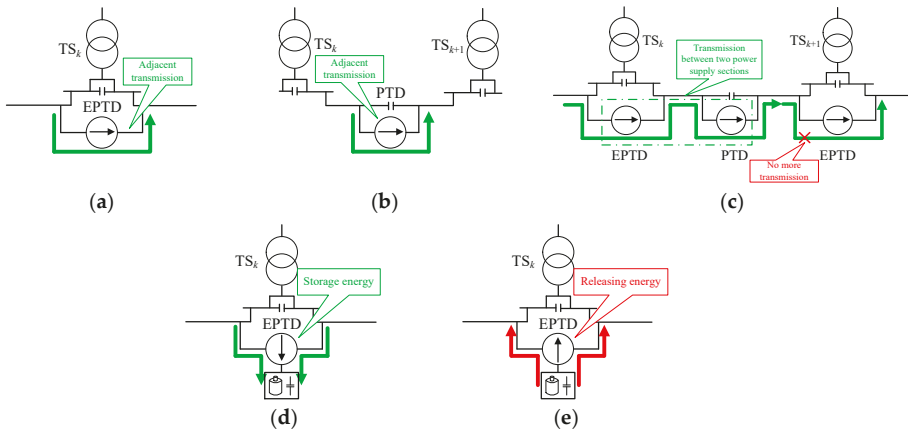 TSk
Adjacent
transmission
EPTD
(a)
TSk
TSk+1
Adjacent
transmission
PTD
(b)
TSk
Transmission
between two power
supply sections
TSk+1
EPTD
PTD
EPTD
No more
transmission
(c)
TSk
Storage energy
EPTD
(d)
TSk
Releasing energy
EPTD
(e)